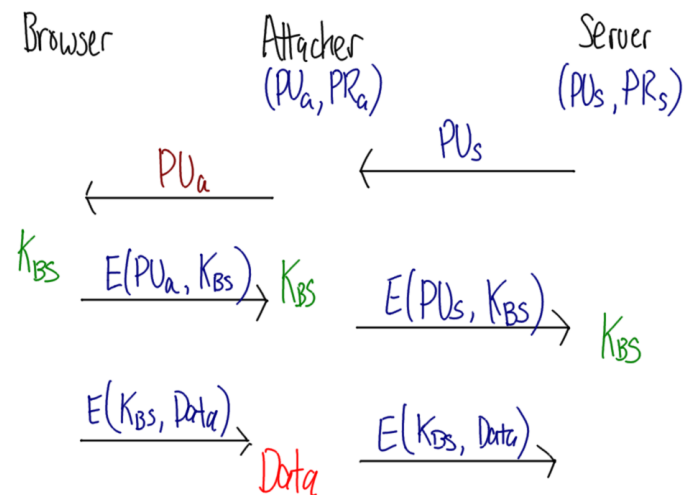 Browser Attacker Server
(PUa, PRa) (PUs, PRs)
PUs
PUa
KBS E(PUa, KBS) KBS
E(PUs, KBS) KBS
E(KBS, Data) E(KBS, Data)
Data